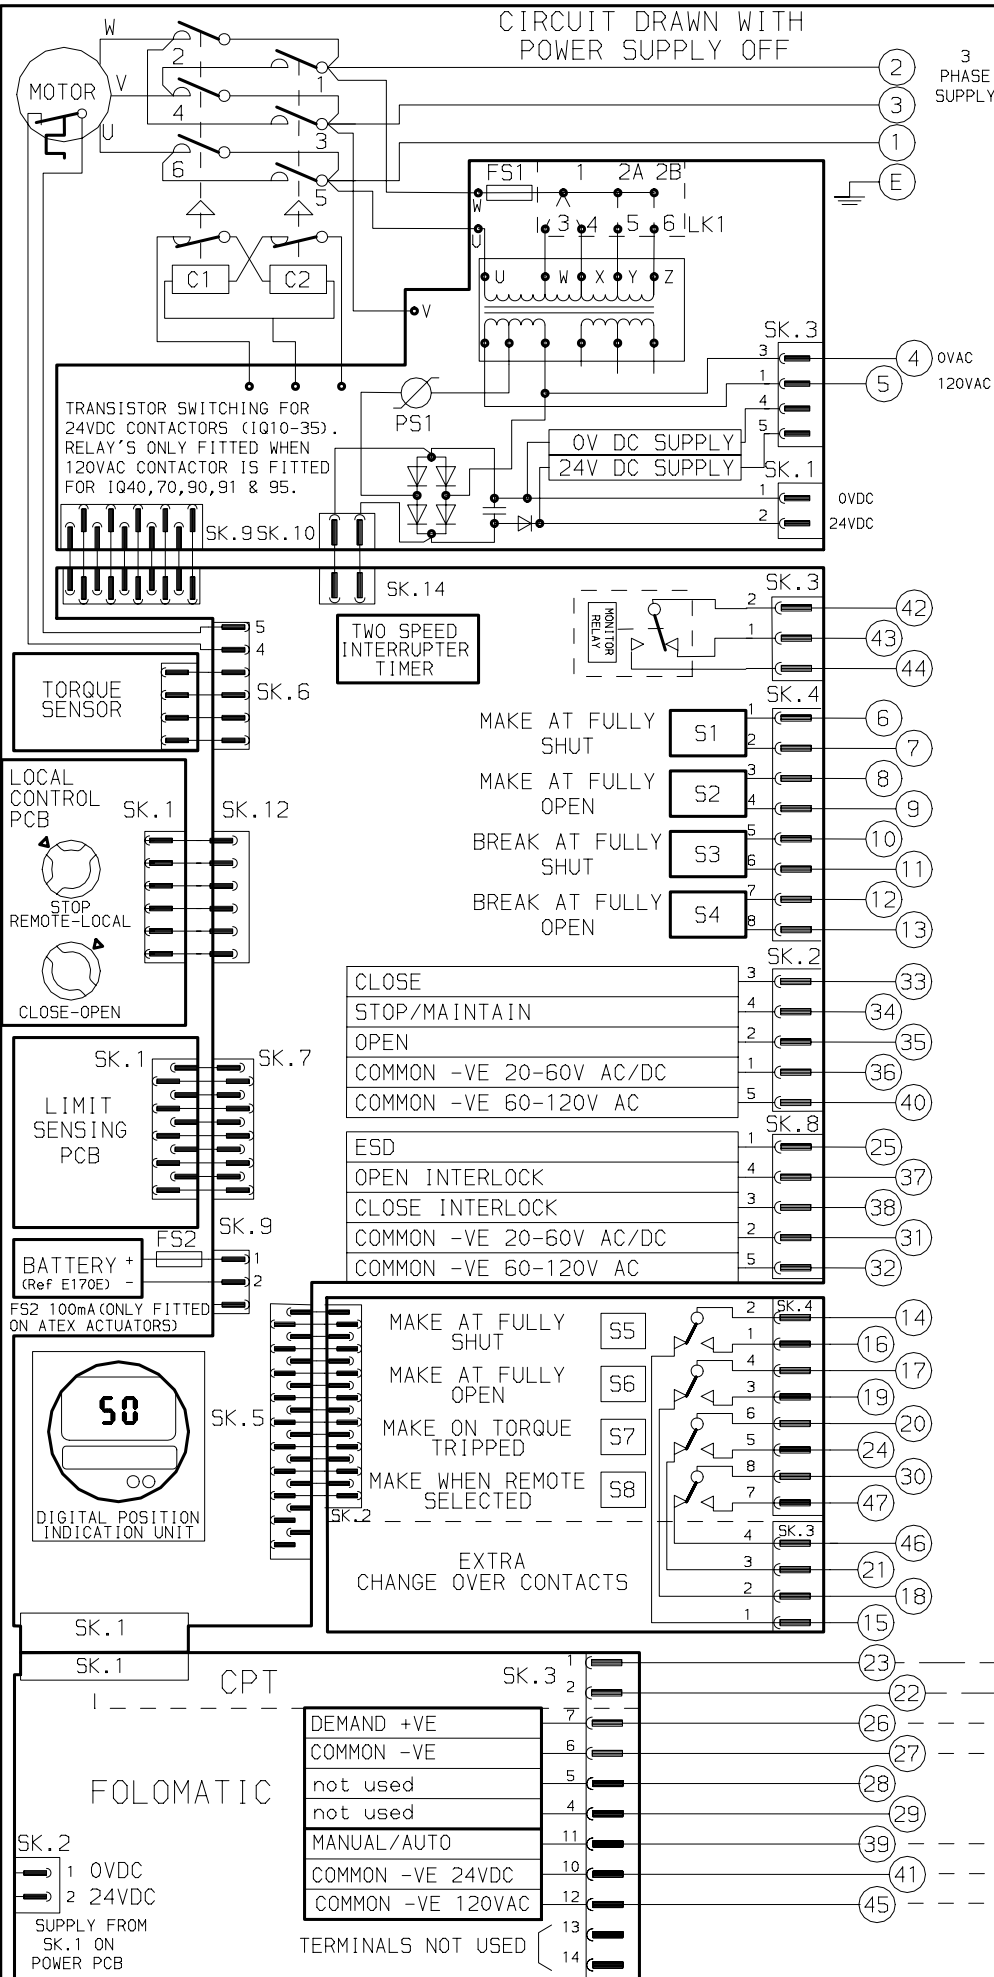 CIRCUIT DRAWN WITH
POWER SUPPLY OFF
W
2
1
2
3
PHASE
SUPPLY
MOTOR
V
4
3
3
U
6
5
1
E
FS1
1
2A
2B
W
U
3
4
5
6
LK1
C1
C2
U
W
X
Y
Z
V
SK.3
3
4
0VAC
1
5
120VAC
4
5
PS1
TRANSISTOR SWITCHING FOR
24VDC CONTACTORS (IQ10-35).
RELAY'S ONLY FITTED WHEN
120VAC CONTACTOR IS FITTED
FOR IQ40,70,90,91 & 95.
0V DC SUPPLY
24V DC SUPPLY
SK.1
1
0VDC
2
24VDC
SK.9
SK.10
SK.14
SK.3
MONITOR
RELAY
2
42
1
43
44
TWO SPEED
INTERRUPTER
TIMER
5
4
TORQUE
SENSOR
SK.6
SK.4
MAKE AT FULLY
SHUT
S1
1
6
2
7
MAKE AT FULLY
OPEN
S2
3
8
4
9
BREAK AT FULLY
SHUT
S3
5
10
6
11
BREAK AT FULLY
OPEN
S4
7
12
8
13
LOCAL
CONTROL
PCB
SK.1
SK.12
STOP
REMOTE-LOCAL
CLOSE-OPEN
SK.2
CLOSE
3
33
STOP/MAINTAIN
4
34
OPEN
2
35
COMMON -VE 20-60V AC/DC
1
36
COMMON -VE 60-120V AC
5
40
SK.1
SK.7
LIMIT
SENSING
PCB
SK.8
ESD
1
25
OPEN INTERLOCK
4
37
CLOSE INTERLOCK
3
38
COMMON -VE 20-60V AC/DC
2
31
COMMON -VE 60-120V AC
5
32
SK.9
FS2
BATTERY +
(Ref E170E) -
1
2
FS2 100mA(ONLY FITTED
ON ATEX ACTUATORS)
SK.4
MAKE AT FULLY
SHUT
S5
2
14
1
16
MAKE AT FULLY
OPEN
S6
4
17
3
19
MAKE ON TORQUE
TRIPPED
S7
6
20
5
24
MAKE WHEN REMOTE
SELECTED
S8
8
30
7
47
50
DIGITAL POSITION
INDICATION UNIT
SK.5
SK.2
SK.3
EXTRA
CHANGE OVER CONTACTS
4
46
3
21
2
18
1
15
SK.1
SK.1
CPT
SK.3
1
23
2
22
DEMAND +VE
7
26
COMMON -VE
6
27
not used
5
28
not used
4
29
MANUAL/AUTO
11
39
COMMON -VE 24VDC
10
41
COMMON -VE 120VAC
12
45
FOLOMATIC
SK.2
1 0VDC
2 24VDC
SUPPLY FROM
SK.1 ON
POWER PCB
TERMINALS NOT USED
13
14